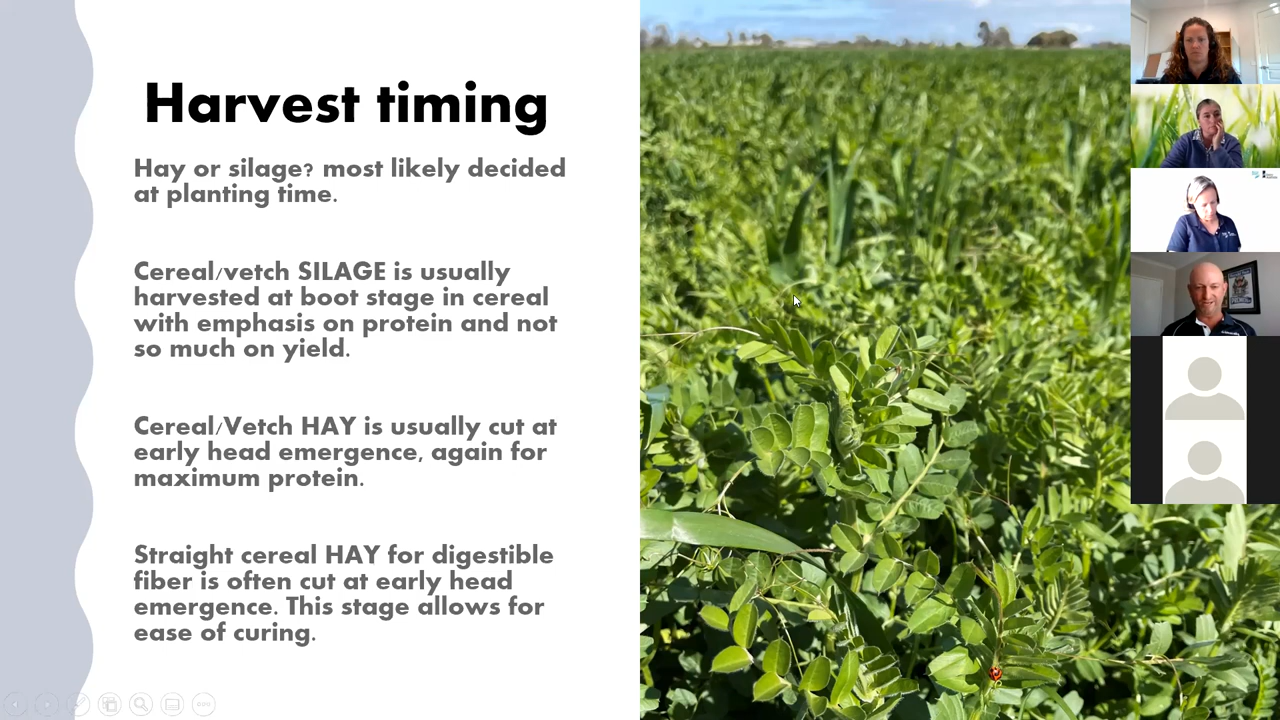 Harvest timing
Hay or silage? most likely decided
at planting time.
Cereal/vetch SILAGE is usually
harvested at boot stage in cereal
with emphasis on protein and not
so much on yield.
Cereal/Vetch HAY is usually cut at
early head emergence, again for
maximum protein.
Straight cereal HAY for digestible
fiber is often cut at early head
emergence. This stage allows for
ease of curing.